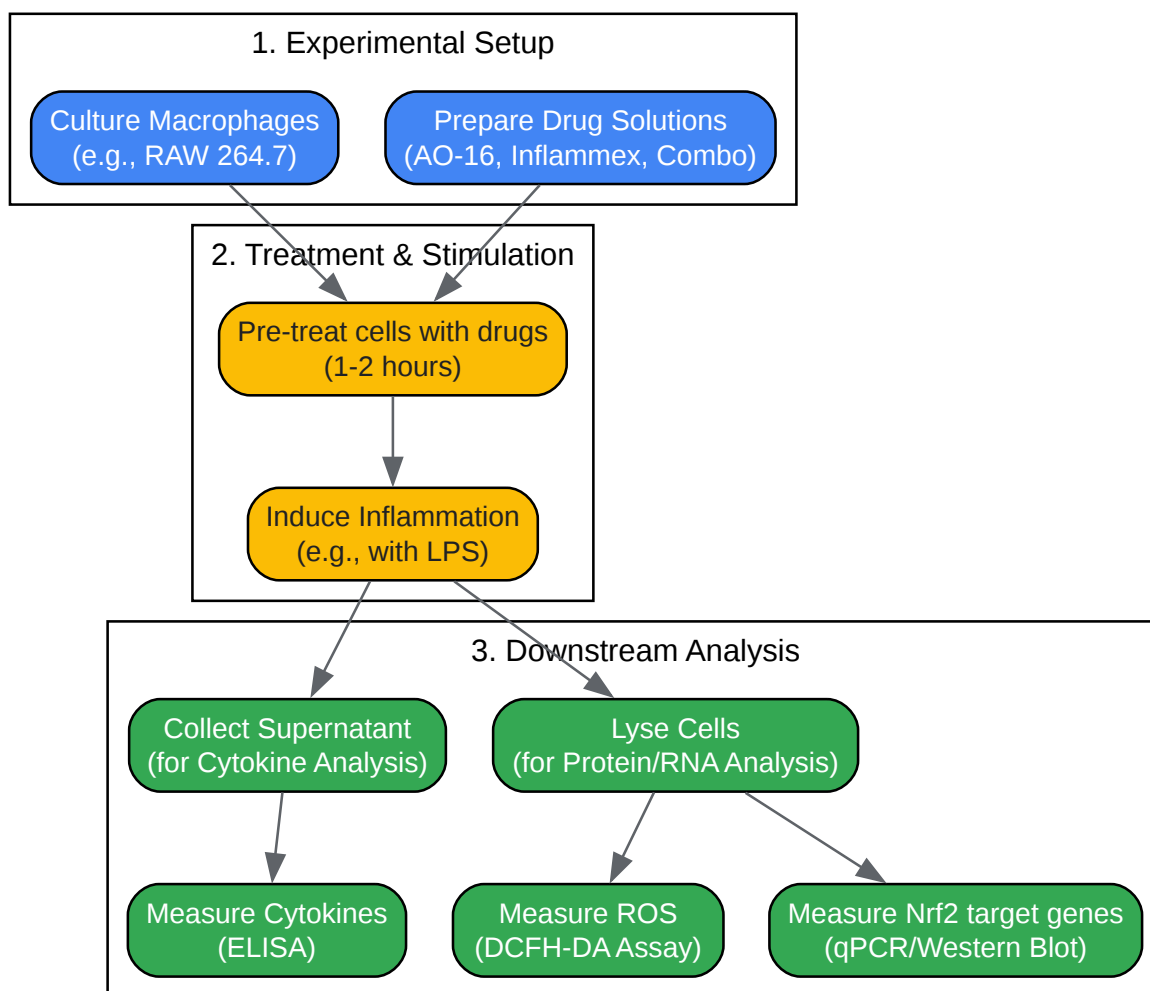 1. Experimental Setup
Culture Macrophages
(e.g., RAW 264.7)
Prepare Drug Solutions
(AO-16, Inflammex, Combo)
2. Treatment & Stimulation
Pre-treat cells with drugs
(1-2 hours)
Induce Inflammation
(e.g., with LPS)
3. Downstream Analysis
Collect Supernatant
(for Cytokine Analysis)
Lyse Cells
(for Protein/RNA Analysis)
Measure Cytokines
(ELISA)
Measure ROS
(DCFH-DA Assay)
Measure Nrf2 target genes
(qPCR/Western Blot)